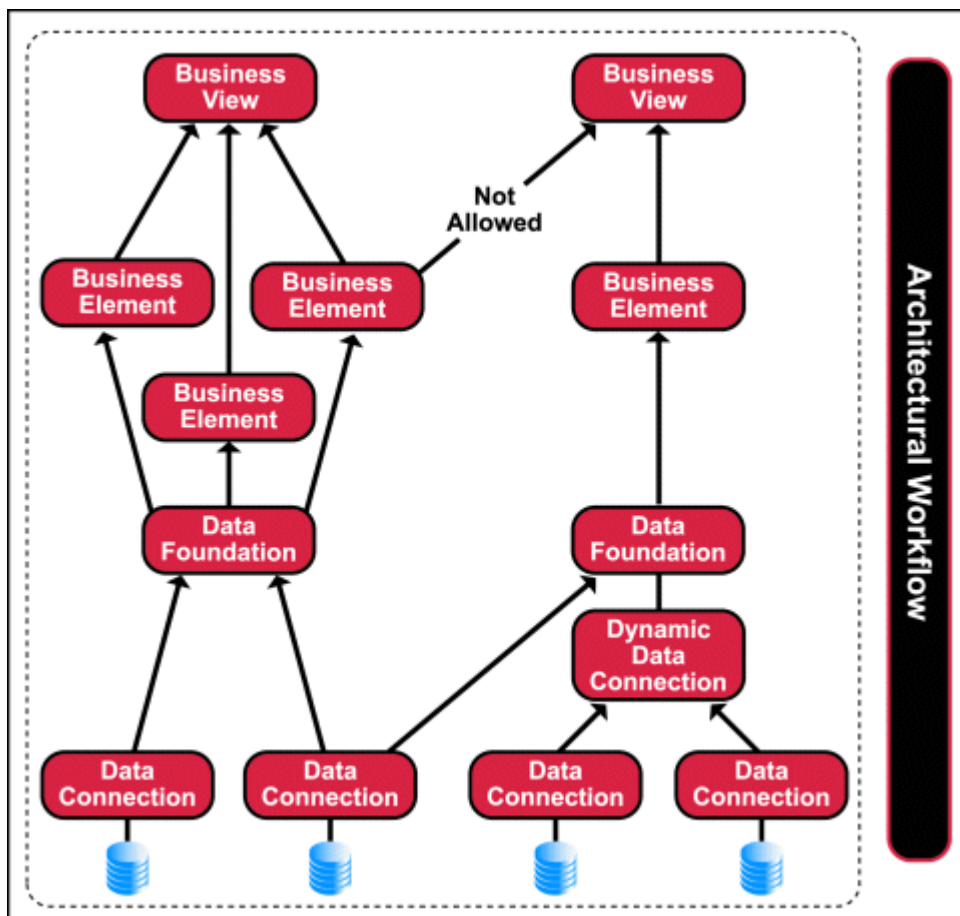 Business
View
Business
View
Not
Allowed
Business
Element
Business
Element
Business
Element
Business
Element
Data
Foundation
Data
Foundation
Dynamic
Data
Connection
Data
Connection
Data
Connection
Data
Connection
Data
Connection
Architectural Workflow